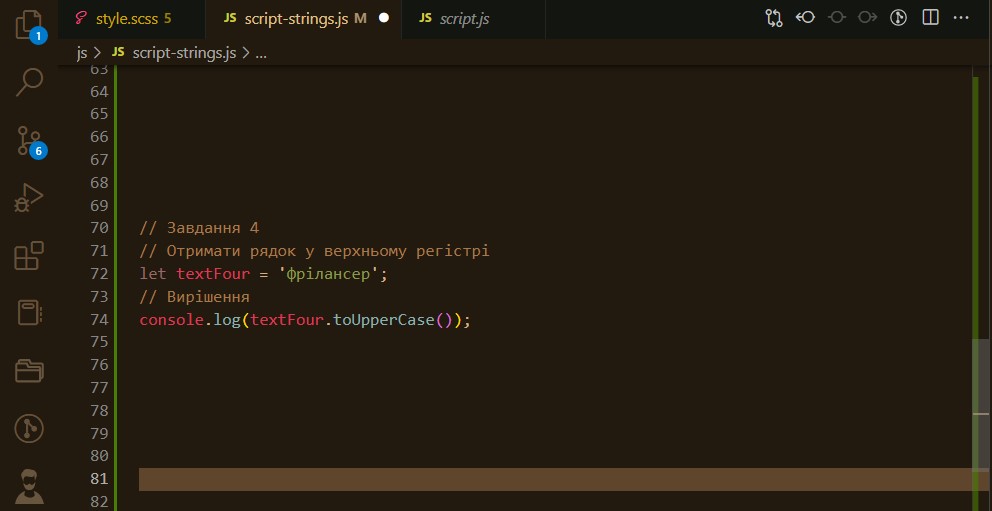 style.scss 5
JS script-strings.js M
JS script.js
js > JS script-strings.js > ...
1
6
63
64
65
66
67
68
69
70 // Завдання 4
71 // Отримати рядок у верхньому регістрі
72 let textFour = 'фрілансер';
73 // Вирішення
74 console.log(textFour.toUpperCase());
75
76
77
78
79
80
81
82